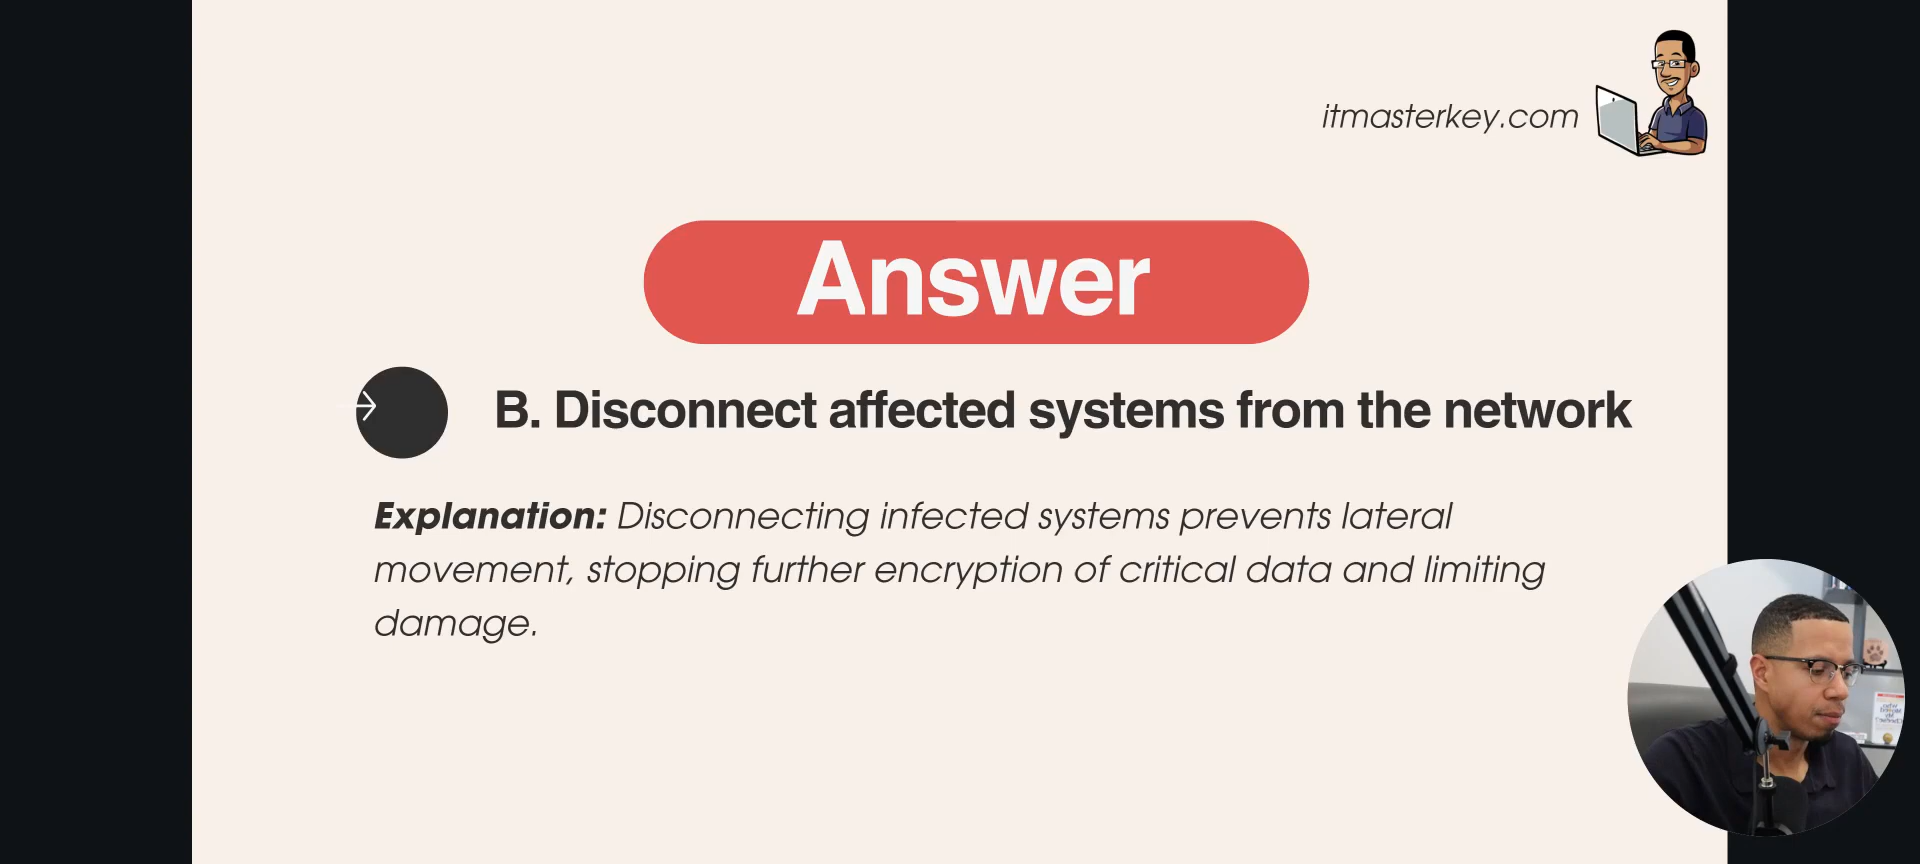 itmasterkey.com
Answer
B. Disconnect affected systems from the network
Explanation: Disconnecting infected systems prevents lateral
movement, stopping further encryption of critical data and limiting
damage.